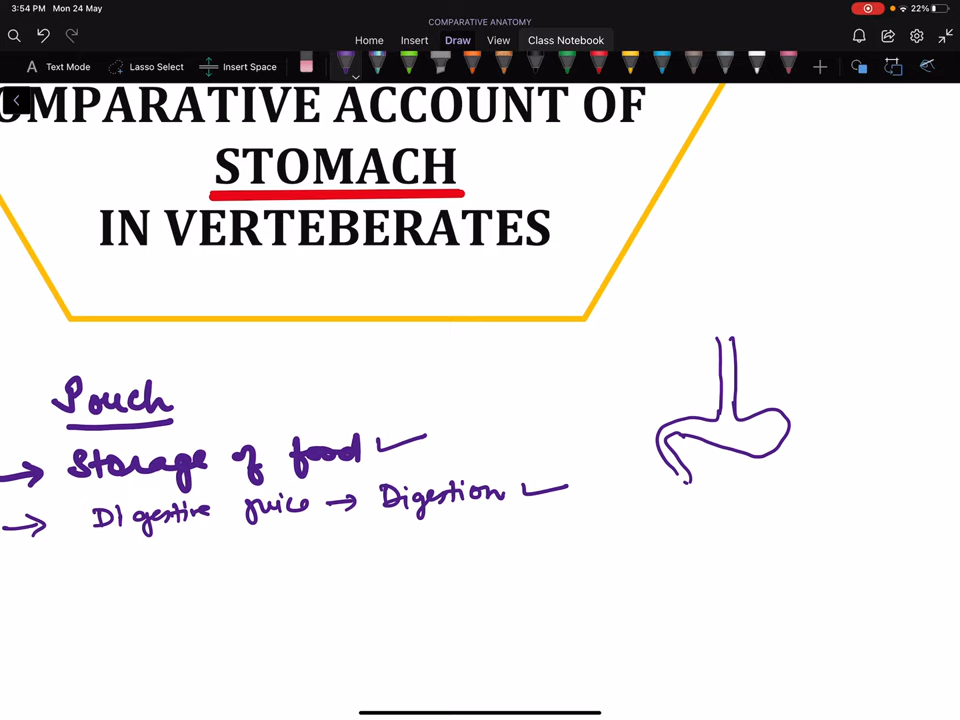 3:54 PM Mon 24 May
22%
COMPARATIVE ANATOMY
Home Insert Draw View Class Notebook
A Text Mode Lasso Select Insert Space
OMPARATIVE ACCOUNT OF
STOMACH
IN VERTEBERATES
Pouch
→ Storage of food ✓
→ Digestive juice → Digestion ✓